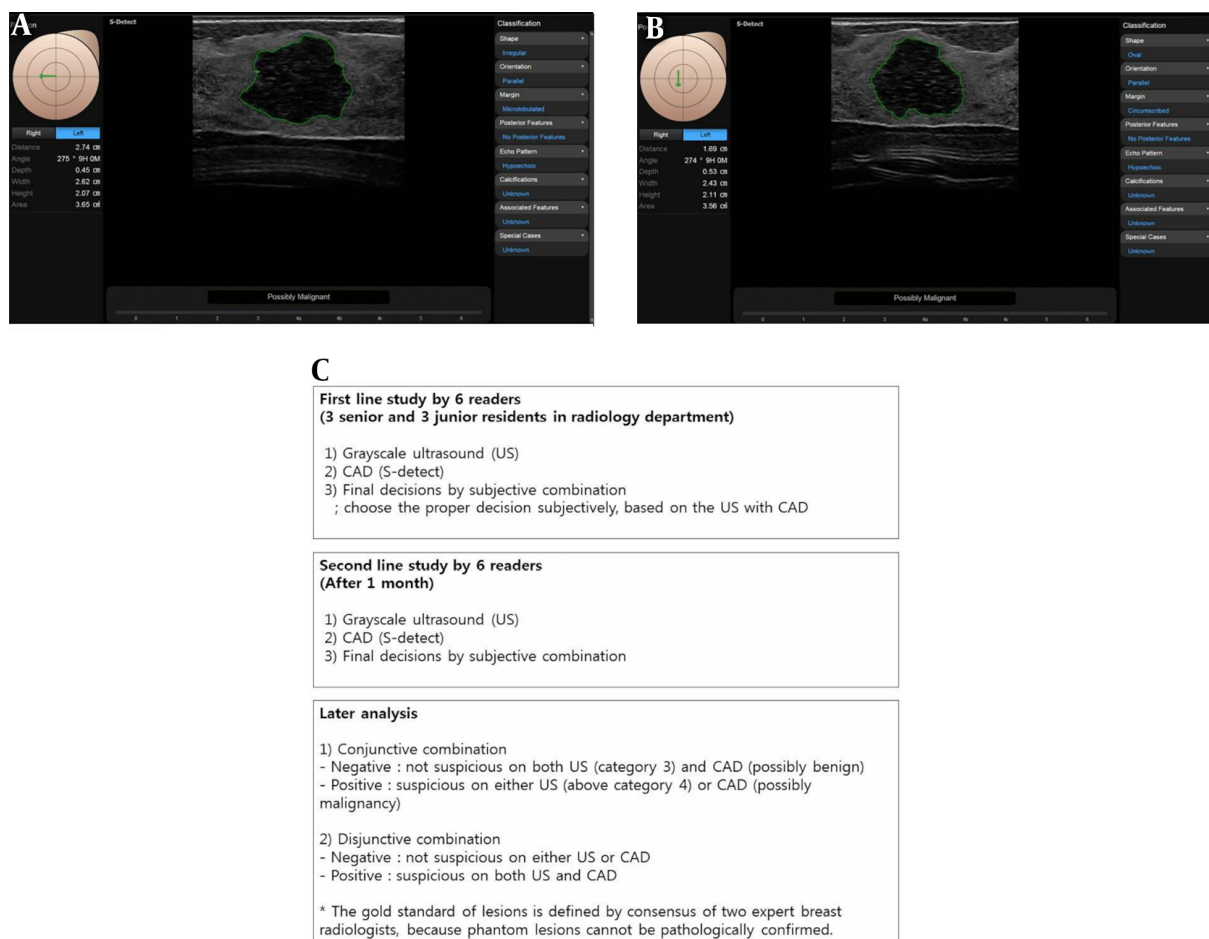 A
S-Detect
Right Left
Distance 2.74 cm
Angle 275 ° 9H 0M
Depth 0.45 cm
Width 2.62 cm
Height 2.07 cm
Area 3.65 cm²
Classification
Shape
Irregular
Orientation
Parallel
Margin
Microlobulated
Posterior Features
No Posterior Features
Echo Pattern
Hypoechoic
Calcifications
Unknown
Associated Features
Unknown
Special Cases
Unknown
Possibly Malignant
0 1 2 3 4a 4b 4c 5 6
B
S-Detect
Right Left
Distance 1.69 cm
Angle 274 ° 9H 0M
Depth 0.53 cm
Width 2.43 cm
Height 2.11 cm
Area 3.56 cm²
Classification
Shape
Oval
Orientation
Parallel
Margin
Circumscribed
Posterior Features
No Posterior Features
Echo Pattern
Hypoechoic
Calcifications
Unknown
Associated Features
Unknown
Special Cases
Unknown
Possibly Malignant
0 1 2 3 4a 4b 4c 5 6
C
First line study by 6 readers
(3 senior and 3 junior residents in radiology department)
1) Grayscale ultrasound (US)
2) CAD (S-detect)
3) Final decisions by subjective combination
; choose the proper decision subjectively, based on the US with CAD
Second line study by 6 readers
(After 1 month)
1) Grayscale ultrasound (US)
2) CAD (S-detect)
3) Final decisions by subjective combination
Later analysis
1) Conjunctive combination
- Negative : not suspicious on both US (category 3) and CAD (possibly benign)
- Positive : suspicious on either US (above category 4) or CAD (possibly
malignancy)
2) Disjunctive combination
- Negative : not suspicious on either US or CAD
- Positive : suspicious on both US and CAD
* The gold standard of lesions is defined by consensus of two expert breast
radiologists, because phantom lesions cannot be pathologically confirmed.